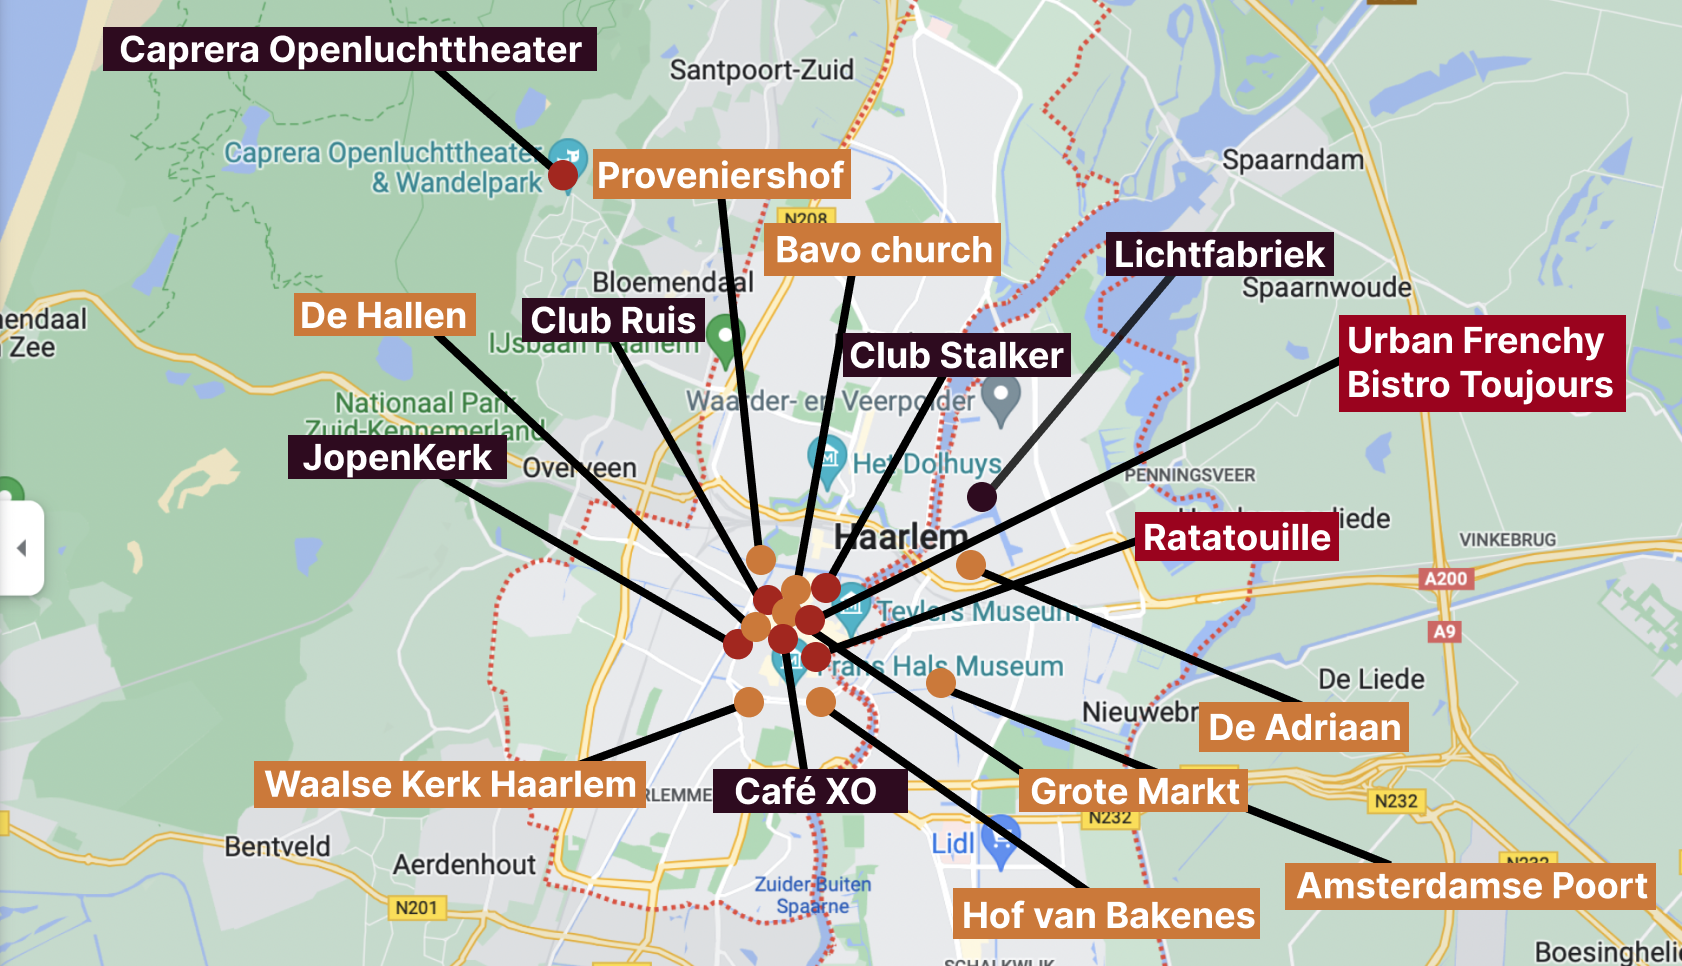 Caprera Openluchttheater
Santpoort-Zuid
Caprera Openluchttheater
& Wandelpark
Proveniershof
Spaarndam
N208
Bavo church
Lichtfabriek
Bloemendaal
Spaarnwoude
De Hallen
Club Ruis
endaal
Zee
IJsbaan Haarlem
Club Stalker
Urban Frenchy
Bistro Toujours
Nationaal Park
Zuid-Kennemerland
Waarder- en Veerpolder
JopenKerk
Overveen
Het Dolhuys
PENNINGSVEER
Haarlem
liede
Ratatouille
VINKEBRUG
A200
Teylers Museum
A9
Frans Hals Museum
De Liede
Nieuwebr
De Adriaan
Waalse Kerk Haarlem
RLEMME
Café XO
Grote Markt
N232
N232
Bentveld
Aerdenhout
Lidl
N232
Zuider Buiten
Spaarne
Amsterdamse Poort
N201
Hof van Bakenes
Boesinghelie
SCHALKWIJK